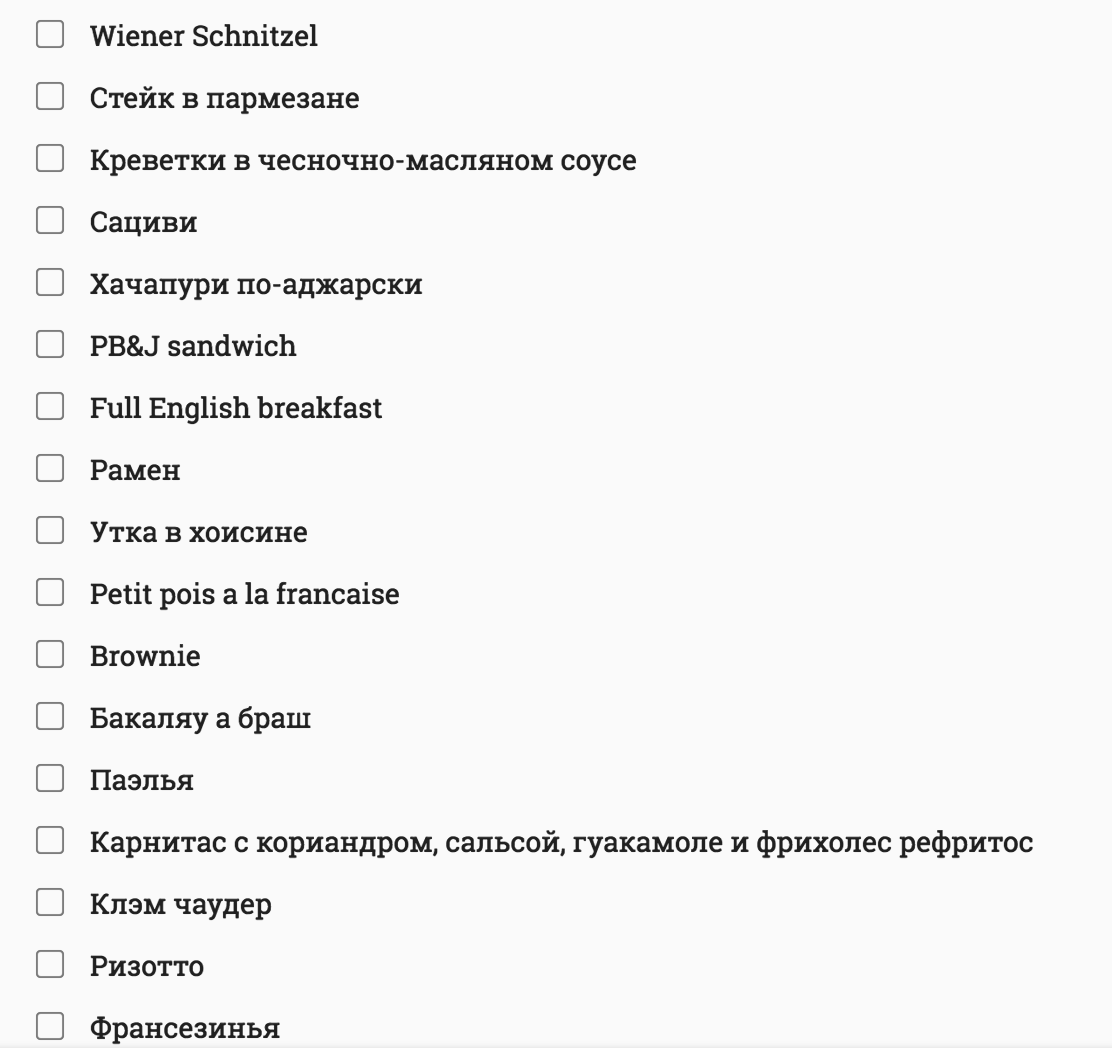 Wiener Schnitzel
Стейк в пармезане
Креветки в чесночно-масляном соусе
Сациви
Хачапури по-аджарски
PB&J sandwich
Full English breakfast
Рамен
Утка в хоисине
Petit pois a la francaise
Brownie
Бакаляу а браш
Паэлья
Карнитас с кориандром, сальсой, гуакамоле и фрихолес рефритос
Клэм чаудер
Ризотто
Франсезинья